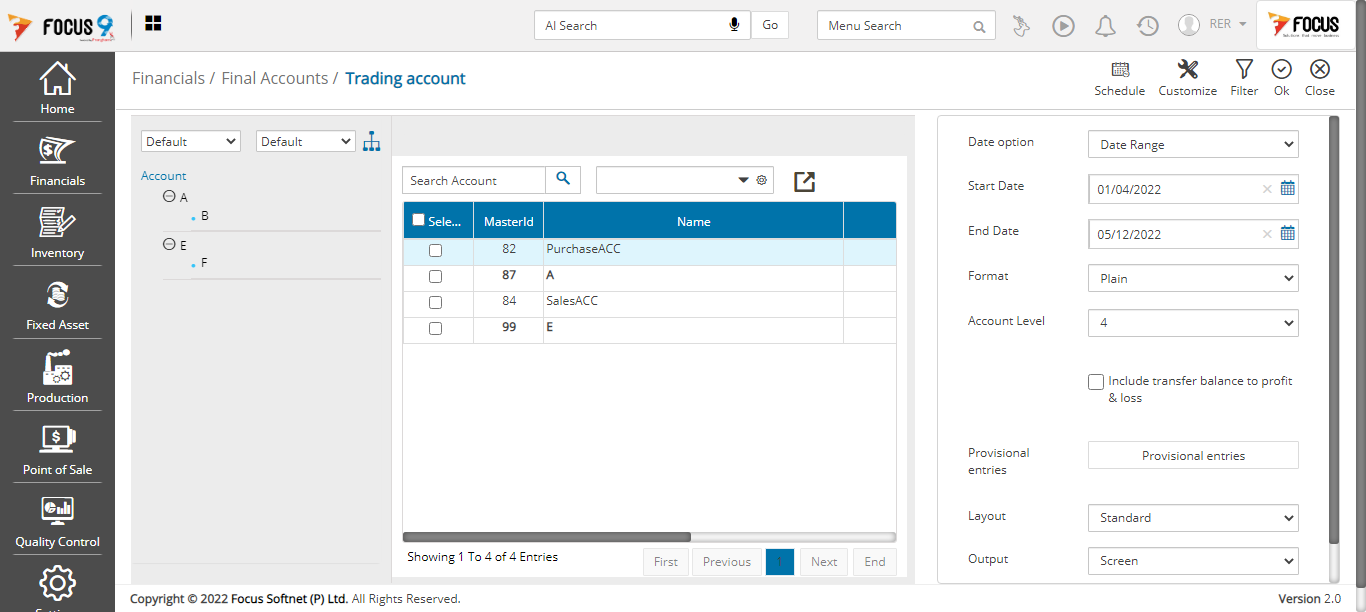 FOCUS 9
AI Search
Go
Menu Search
RER
FOCUS
Financials / Final Accounts / Trading account
Schedule
Customize
Filter
Ok
Close
Home
Financials
Inventory
Fixed Asset
Production
Point of Sale
Quality Control
Default
Default
Account
A
B
E
F
Search Account
Sele... MasterId Name
82 PurchaseACC
87 A
84 SalesACC
99 E
Showing 1 To 4 of 4 Entries
First Previous 1 Next End
Date option Date Range
Start Date 01/04/2022
End Date 05/12/2022
Format Plain
Account Level 4
Include transfer balance to profit
& loss
Provisional
entries
Provisional entries
Layout Standard
Output Screen
Copyright © 2022 Focus Softnet (P) Ltd. All Rights Reserved.
Version 2.0